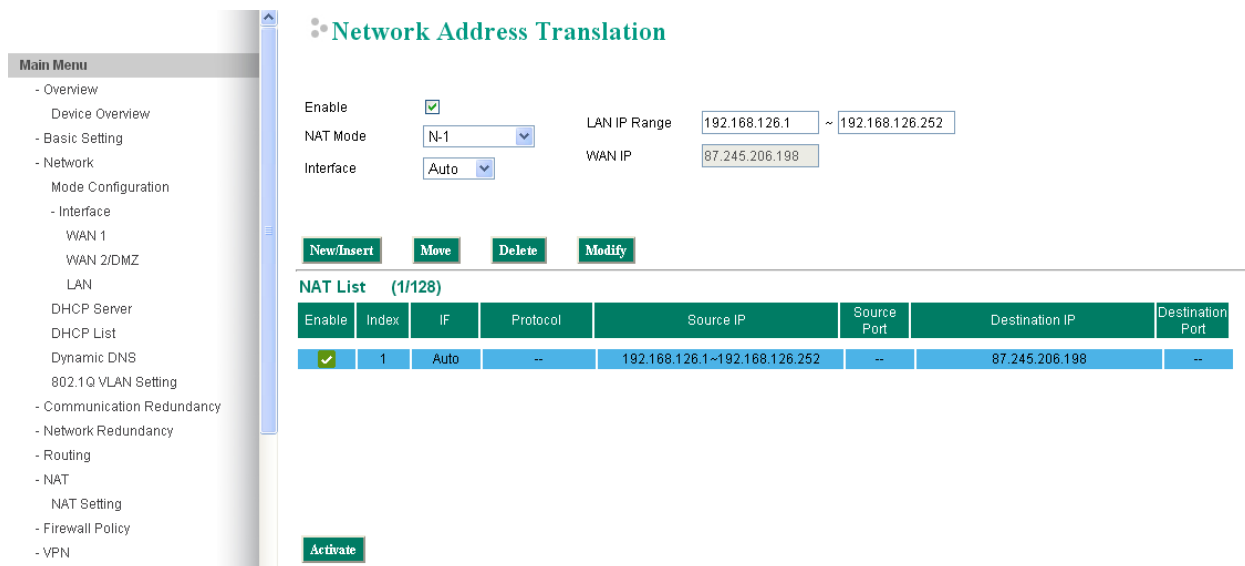 Network Address Translation
Main Menu
- Overview
Device Overview
- Basic Setting
- Network
Mode Configuration
- Interface
WAN 1
WAN 2/DMZ
LAN
DHCP Server
DHCP List
Dynamic DNS
802.1Q VLAN Setting
- Communication Redundancy
- Network Redundancy
- Routing
- NAT
NAT Setting
- Firewall Policy
- VPN
Enable
NAT Mode N-1
Interface Auto
LAN IP Range 192.168.126.1 ~ 192.168.126.252
WAN IP 87.245.206.198
New/Insert Move Delete Modify
NAT List (1/128)
Enable Index IF Protocol Source IP Source Port Destination IP Destination Port
1 Auto -- 192.168.126.1~192.168.126.252 -- 87.245.206.198 --
Activate